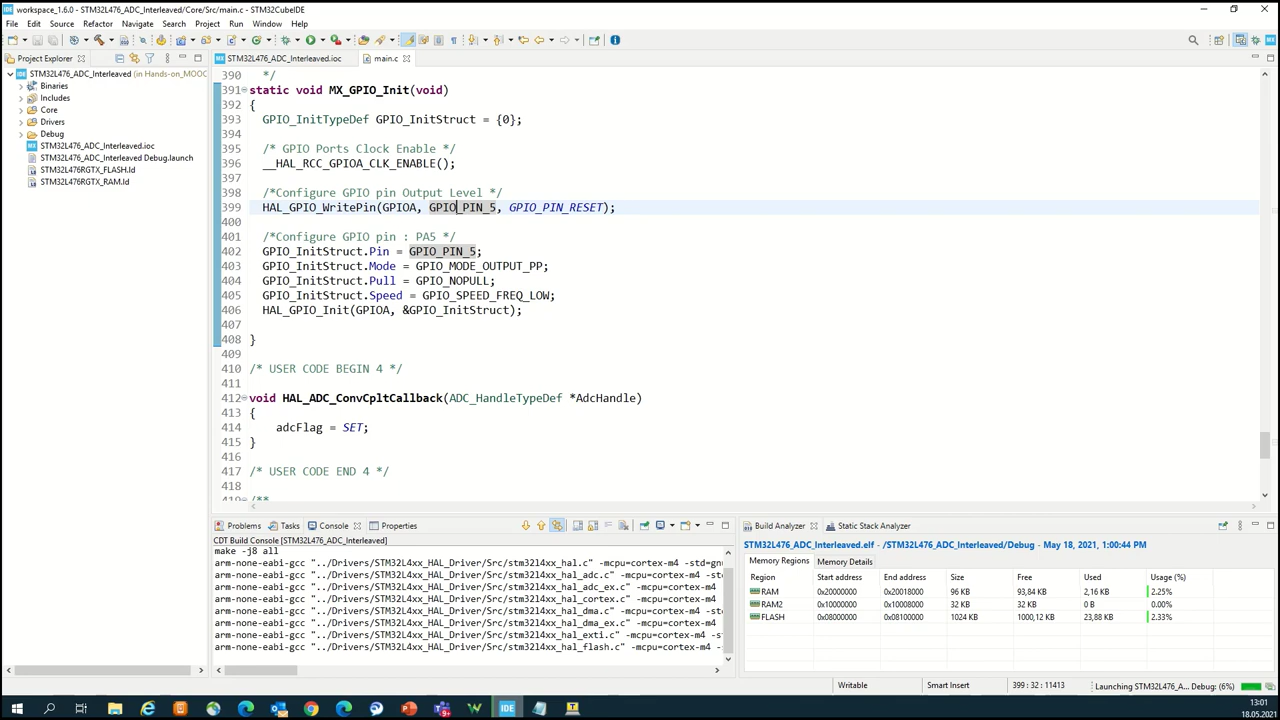 workspace_1.6.0 - STM32L476_ADC_Interleaved/Core/Src/main.c - STM32CubeIDE
File Edit Source Refactor Navigate Search Project Run Window Help
Project Explorer
STM32L476_ADC_Interleaved (in Hands-on_MOOC
Binaries
Includes
Core
Drivers
Debug
STM32L476_ADC_Interleaved.ioc
STM32L476_ADC_Interleaved Debug.launch
STM32L476RGTX_FLASH.ld
STM32L476RGTX_RAM.ld
STM32L476_ADC_Interleaved.ioc main.c
390 */
391 static void MX_GPIO_Init(void)
392 {
393 GPIO_InitTypeDef GPIO_InitStruct = {0};
394
395 /* GPIO Ports Clock Enable */
396 __HAL_RCC_GPIOA_CLK_ENABLE();
397
398 /*Configure GPIO pin Output Level */
399 HAL_GPIO_WritePin(GPIOA, GPIO_PIN_5, GPIO_PIN_RESET);
400
401 /*Configure GPIO pin : PA5 */
402 GPIO_InitStruct.Pin = GPIO_PIN_5;
403 GPIO_InitStruct.Mode = GPIO_MODE_OUTPUT_PP;
404 GPIO_InitStruct.Pull = GPIO_NOPULL;
405 GPIO_InitStruct.Speed = GPIO_SPEED_FREQ_LOW;
406 HAL_GPIO_Init(GPIOA, &GPIO_InitStruct);
407
408 }
409
410 /* USER CODE BEGIN 4 */
411
412 void HAL_ADC_ConvCpltCallback(ADC_HandleTypeDef *AdcHandle)
413 {
414 adcFlag = SET;
415 }
416
417 /* USER CODE END 4 */
418
419 /**
Problems Tasks Console Properties
CDT Build Console [STM32L476_ADC_Interleaved]
make -j8 all
arm-none-eabi-gcc "../Drivers/STM32L4xx_HAL_Driver/Src/stm32l4xx_hal.c" -mcpu=cortex-m4 -std=gnu
arm-none-eabi-gcc "../Drivers/STM32L4xx_HAL_Driver/Src/stm32l4xx_hal_adc.c" -mcpu=cortex-m4 -std
arm-none-eabi-gcc "../Drivers/STM32L4xx_HAL_Driver/Src/stm32l4xx_hal_adc_ex.c" -mcpu=cortex-m4 -
arm-none-eabi-gcc "../Drivers/STM32L4xx_HAL_Driver/Src/stm32l4xx_hal_cortex.c" -mcpu=cortex-m4 -
arm-none-eabi-gcc "../Drivers/STM32L4xx_HAL_Driver/Src/stm32l4xx_hal_dma.c" -mcpu=cortex-m4 -std
arm-none-eabi-gcc "../Drivers/STM32L4xx_HAL_Driver/Src/stm32l4xx_hal_dma_ex.c" -mcpu=cortex-m4 -
arm-none-eabi-gcc "../Drivers/STM32L4xx_HAL_Driver/Src/stm32l4xx_hal_exti.c" -mcpu=cortex-m4 -st
arm-none-eabi-gcc "../Drivers/STM32L4xx_HAL_Driver/Src/stm32l4xx_hal_flash.c" -mcpu=cortex-m4 -s
Build Analyzer Static Stack Analyzer
STM32L476_ADC_Interleaved.elf - /STM32L476_ADC_Interleaved/Debug - May 18, 2021, 1:00:44 PM
Memory Regions Memory Details
Region Start address End address Size Free Used Usage (%)
RAM 0x20000000 0x20018000 96 KB 93,84 KB 2,16 KB 2.25%
RAM2 0x10000000 0x10008000 32 KB 32 KB 0 B 0.00%
FLASH 0x08000000 0x08100000 1024 KB 1000,12 KB 23,88 KB 2.33%
Writable Smart Insert 399 : 32 : 11413 Launching STM32L476_A... Debug: (6%)
13:01
18.05.2021